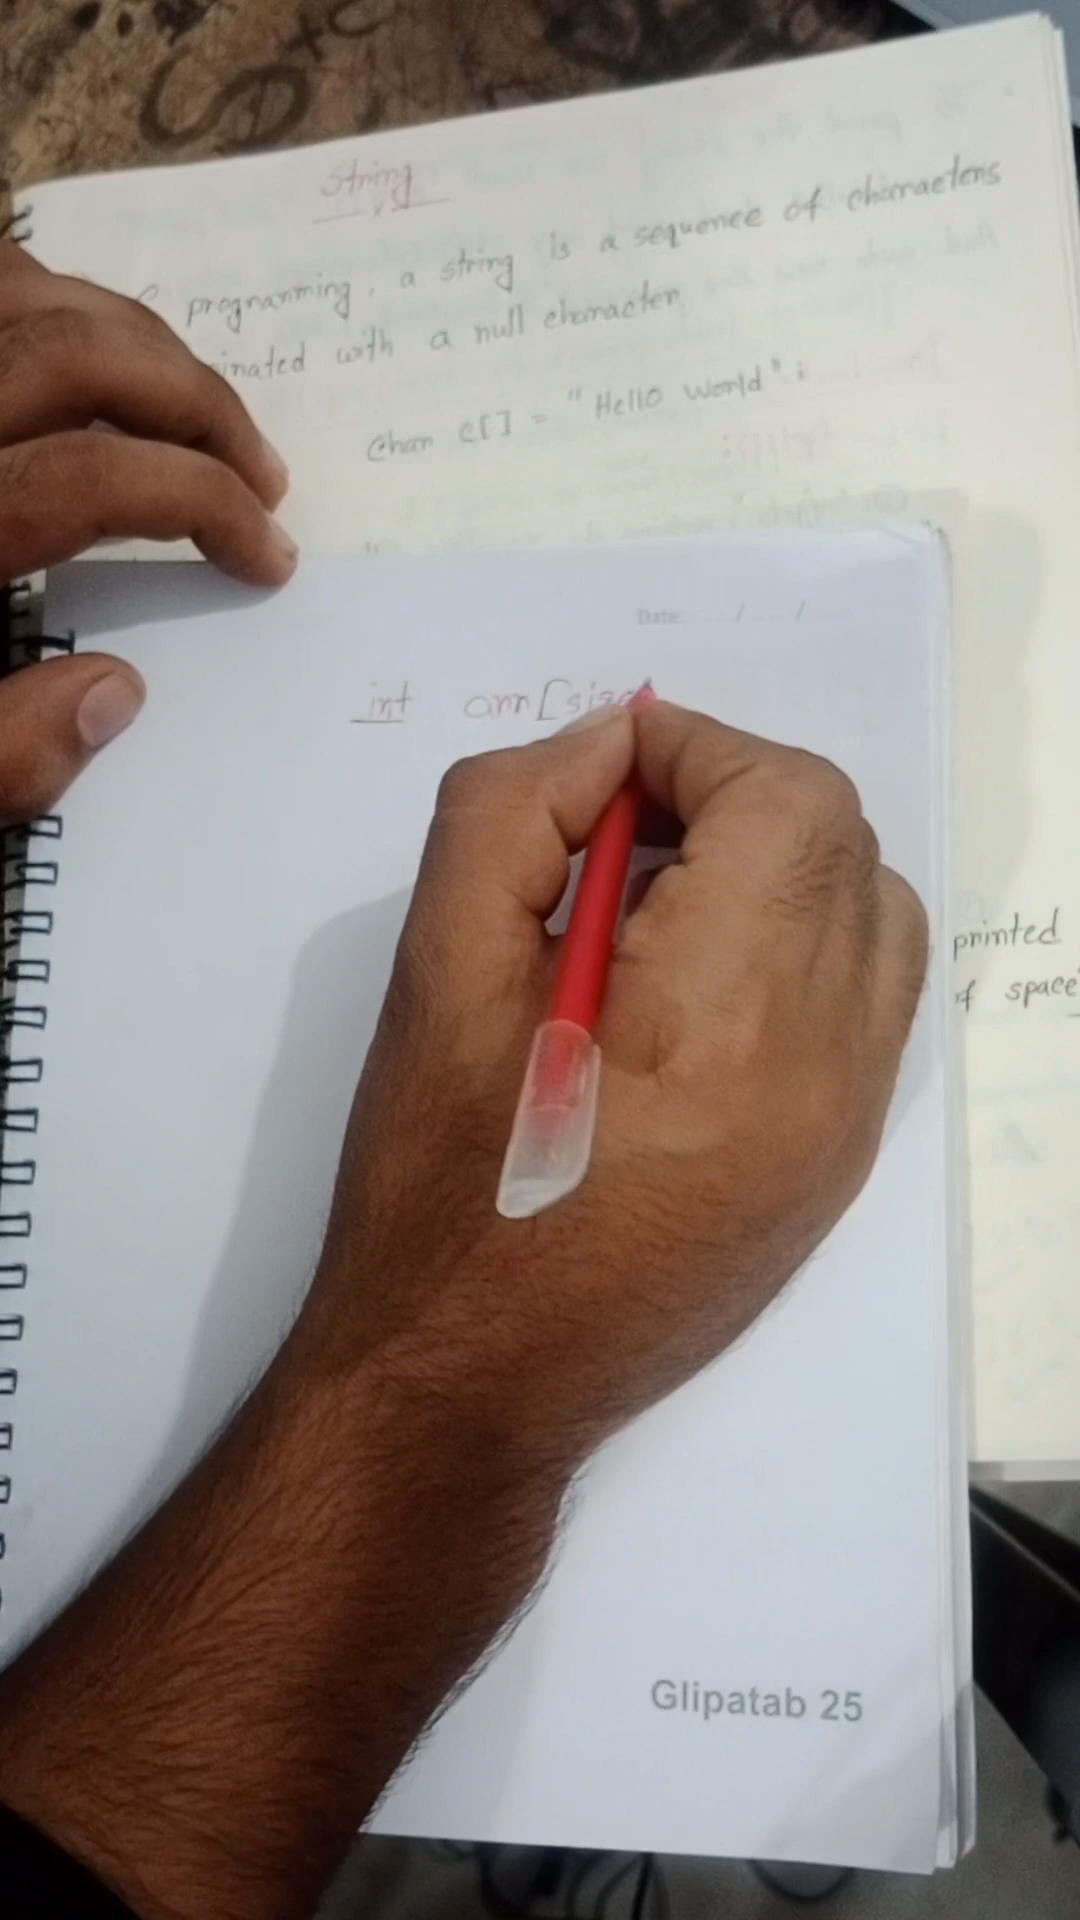 String
programming, a string is a sequence of characters
inated with a null character.
char c[] = "Hello world";
Date: / /
int arr[size
printed
f space
Glipatab 25